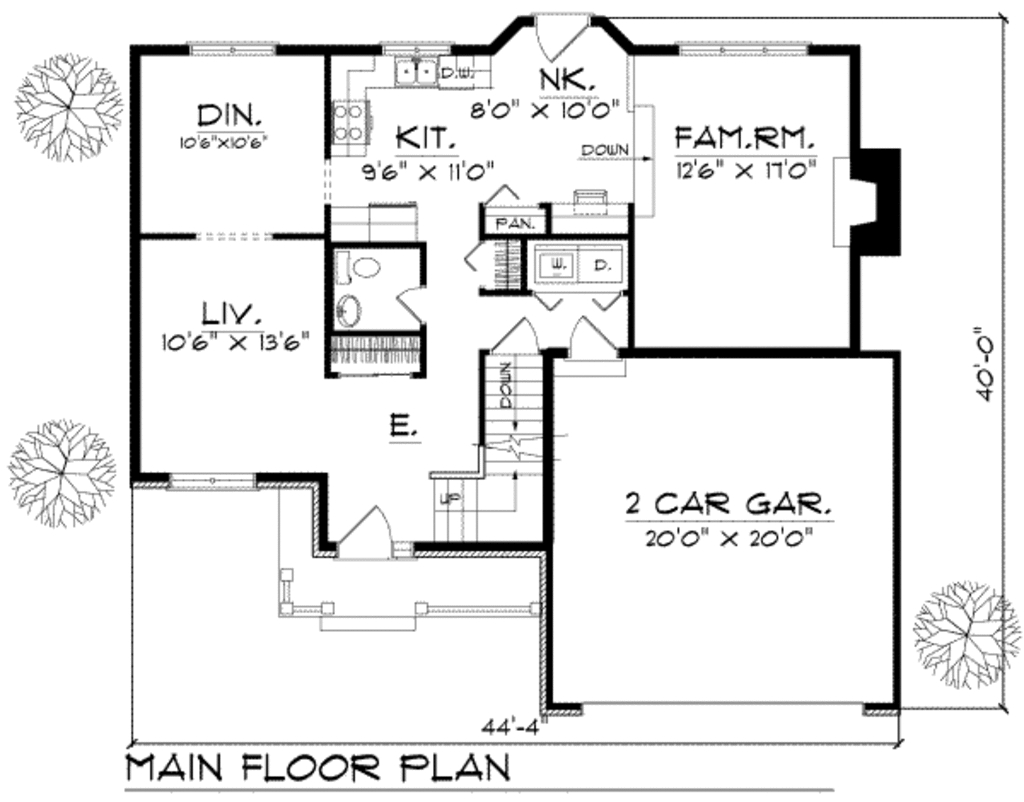 DIN.
10'6"X10'6"
D.W.
KIT.
9'6" X 11'0"
NK.
8'0" X 10'0"
DOWN
FAM.RM.
12'6" X 17'0"
PAN.
W.
D.
LIV.
10'6" X 13'6"
E.
DOWN
UP
2 CAR GAR.
20'0" X 20'0"
40'-0"
44'-4"
MAIN FLOOR PLAN